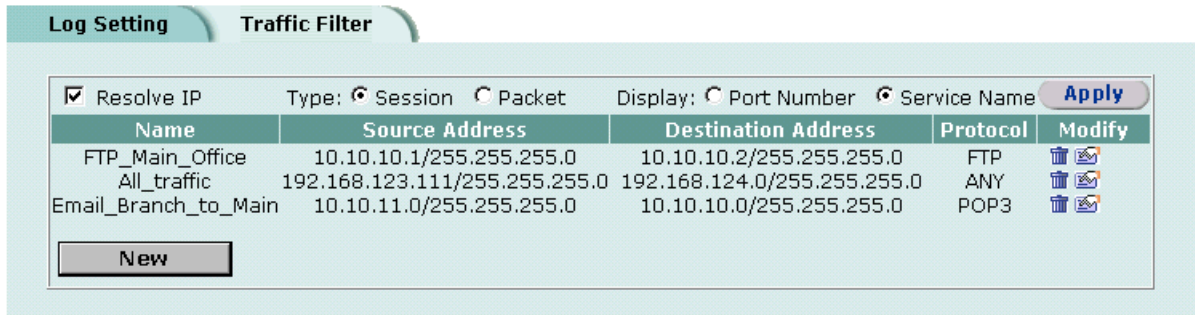 Log Setting Traffic Filter
Resolve IP Type: Session Packet Display: Port Number Service Name Apply
Name Source Address Destination Address Protocol Modify
FTP_Main_Office 10.10.10.1/255.255.255.0 10.10.10.2/255.255.255.0 FTP
All_traffic 192.168.123.111/255.255.255.0 192.168.124.0/255.255.255.0 ANY
Email_Branch_to_Main 10.10.11.0/255.255.255.0 10.10.10.0/255.255.255.0 POP3
New